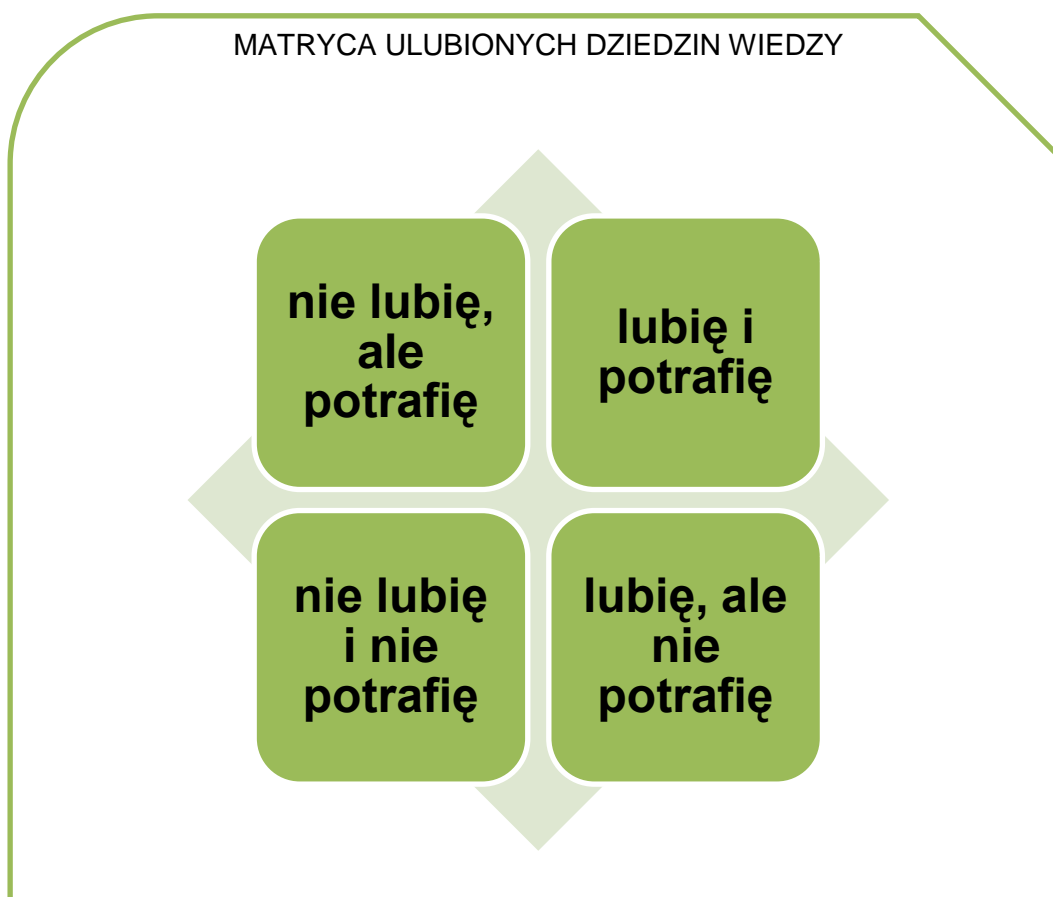 MATRYCA ULUBIONYCH DZIEDZIN WIEDZY
nie lubię,
ale
potrafię
lubię i
potrafię
nie lubię
i nie
potrafię
lubię, ale
nie
potrafię